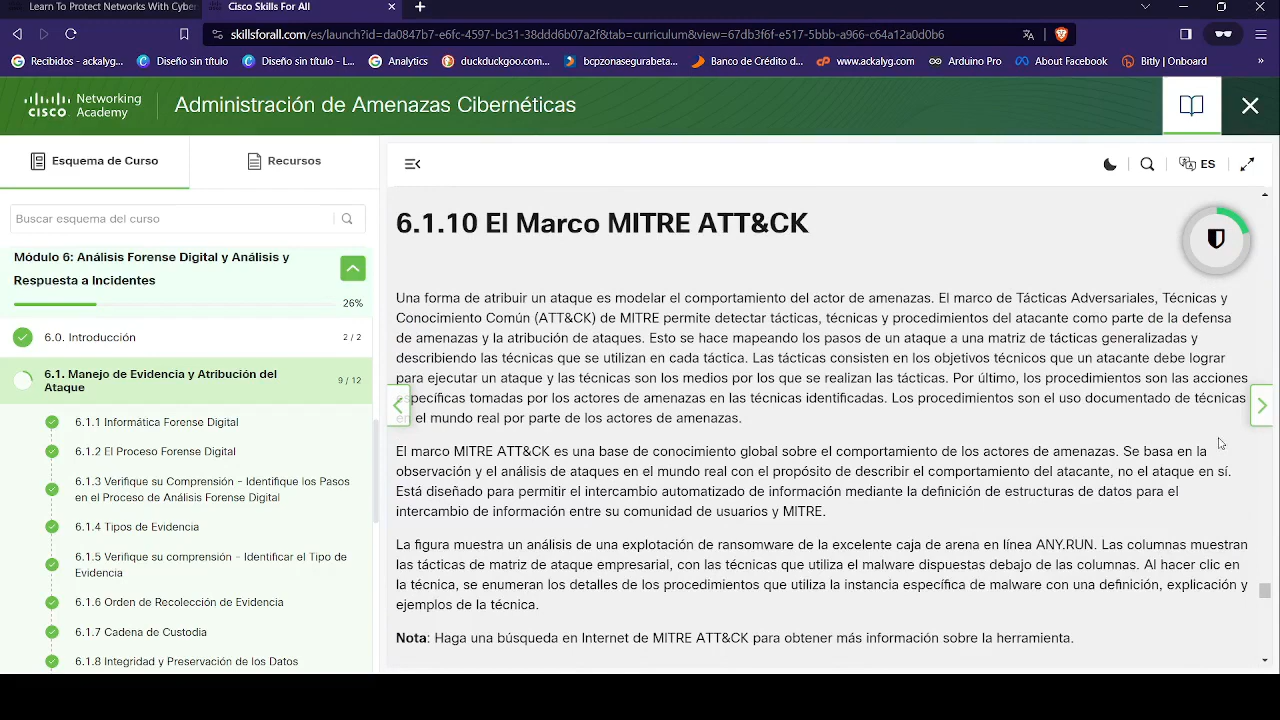 Learn To Protect Networks With Cyber
Cisco Skills For All
skillsforall.com/es/launch?id=da0847b7-e6fc-4597-bc31-38ddd6b07a2f&tab=curriculum&view=67db3f6f-e517-5bbb-a966-c64a12a0d0b6
Recibidos - ackalyg... Diseño sin título Diseño sin título - L... Analytics duckduckgoo.com... bcpzonasegurabeta... Banco de Crédito d... www.ackalyg.com Arduino Pro About Facebook Bitly | Onboard »
CISCO Networking Academy
Administración de Amenazas Cibernéticas
Esquema de Curso
Recursos
Buscar esquema del curso
Módulo 6: Análisis Forense Digital y Análisis y
Respuesta a Incidentes
26%
6.0. Introducción 2 / 2
6.1. Manejo de Evidencia y Atribución del
Ataque 9 / 12
6.1.1 Informática Forense Digital
6.1.2 El Proceso Forense Digital
6.1.3 Verifique su Comprensión - Identifique los Pasos
en el Proceso de Análisis Forense Digital
6.1.4 Tipos de Evidencia
6.1.5 Verifique su comprensión - Identificar el Tipo de
Evidencia
6.1.6 Orden de Recolección de Evidencia
6.1.7 Cadena de Custodia
6.1.8 Integridad y Preservación de los Datos
ES
6.1.10 El Marco MITRE ATT&CK
Una forma de atribuir un ataque es modelar el comportamiento del actor de amenazas. El marco de Tácticas Adversariales, Técnicas y
Conocimiento Común (ATT&CK) de MITRE permite detectar tácticas, técnicas y procedimientos del atacante como parte de la defensa
de amenazas y la atribución de ataques. Esto se hace mapeando los pasos de un ataque a una matriz de tácticas generalizadas y
describiendo las técnicas que se utilizan en cada táctica. Las tácticas consisten en los objetivos técnicos que un atacante debe lograr
para ejecutar un ataque y las técnicas son los medios por los que se realizan las tácticas. Por último, los procedimientos son las acciones
específicas tomadas por los actores de amenazas en las técnicas identificadas. Los procedimientos son el uso documentado de técnicas
en el mundo real por parte de los actores de amenazas.
El marco MITRE ATT&CK es una base de conocimiento global sobre el comportamiento de los actores de amenazas. Se basa en la
observación y el análisis de ataques en el mundo real con el propósito de describir el comportamiento del atacante, no el ataque en sí.
Está diseñado para permitir el intercambio automatizado de información mediante la definición de estructuras de datos para el
intercambio de información entre su comunidad de usuarios y MITRE.
La figura muestra un análisis de una explotación de ransomware de la excelente caja de arena en línea ANY.RUN. Las columnas muestran
las tácticas de matriz de ataque empresarial, con las técnicas que utiliza el malware dispuestas debajo de las columnas. Al hacer clic en
la técnica, se enumeran los detalles de los procedimientos que utiliza la instancia específica de malware con una definición, explicación y
ejemplos de la técnica.
Nota: Haga una búsqueda en Internet de MITRE ATT&CK para obtener más información sobre la herramienta.